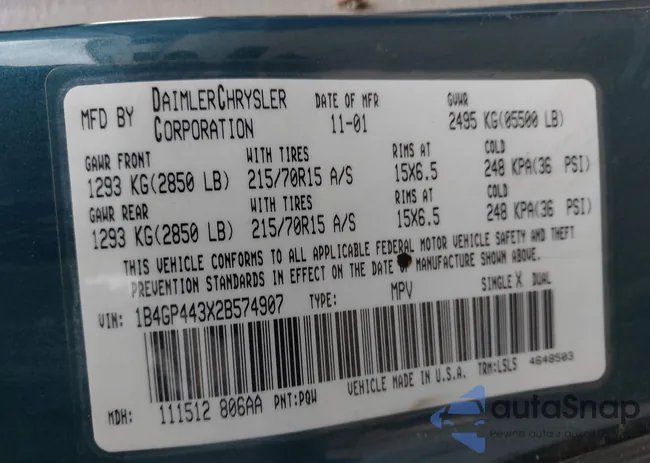 MFD BY DAIMLERCHRYSLER CORPORATION DATE OF MFR 11-01 GVWR 2495 KG(05500 LB)
GAWR FRONT WITH TIRES RIMS AT COLD
1293 KG(2850 LB) 215/70R15 A/S 15X6.5 248 KPA(36 PSI)
GAWR REAR WITH TIRES RIMS AT COLD
1293 KG(2850 LB) 215/70R15 A/S 15X6.5 248 KPA(36 PSI)
THIS VEHICLE CONFORMS TO ALL APPLICABLE FEDERAL MOTOR VEHICLE SAFETY AND THEFT
PREVENTION STANDARDS IN EFFECT ON THE DATE OF MANUFACTURE SHOWN ABOVE.
VIN: 1B4GP443X2B574907 TYPE: MPV SINGLE X DUAL
VEHICLE MADE IN U.S.A. TRM:LSLS 4648503
MDH: 111512 806AA PNT:PQW
autaSnap
Pewne auta z